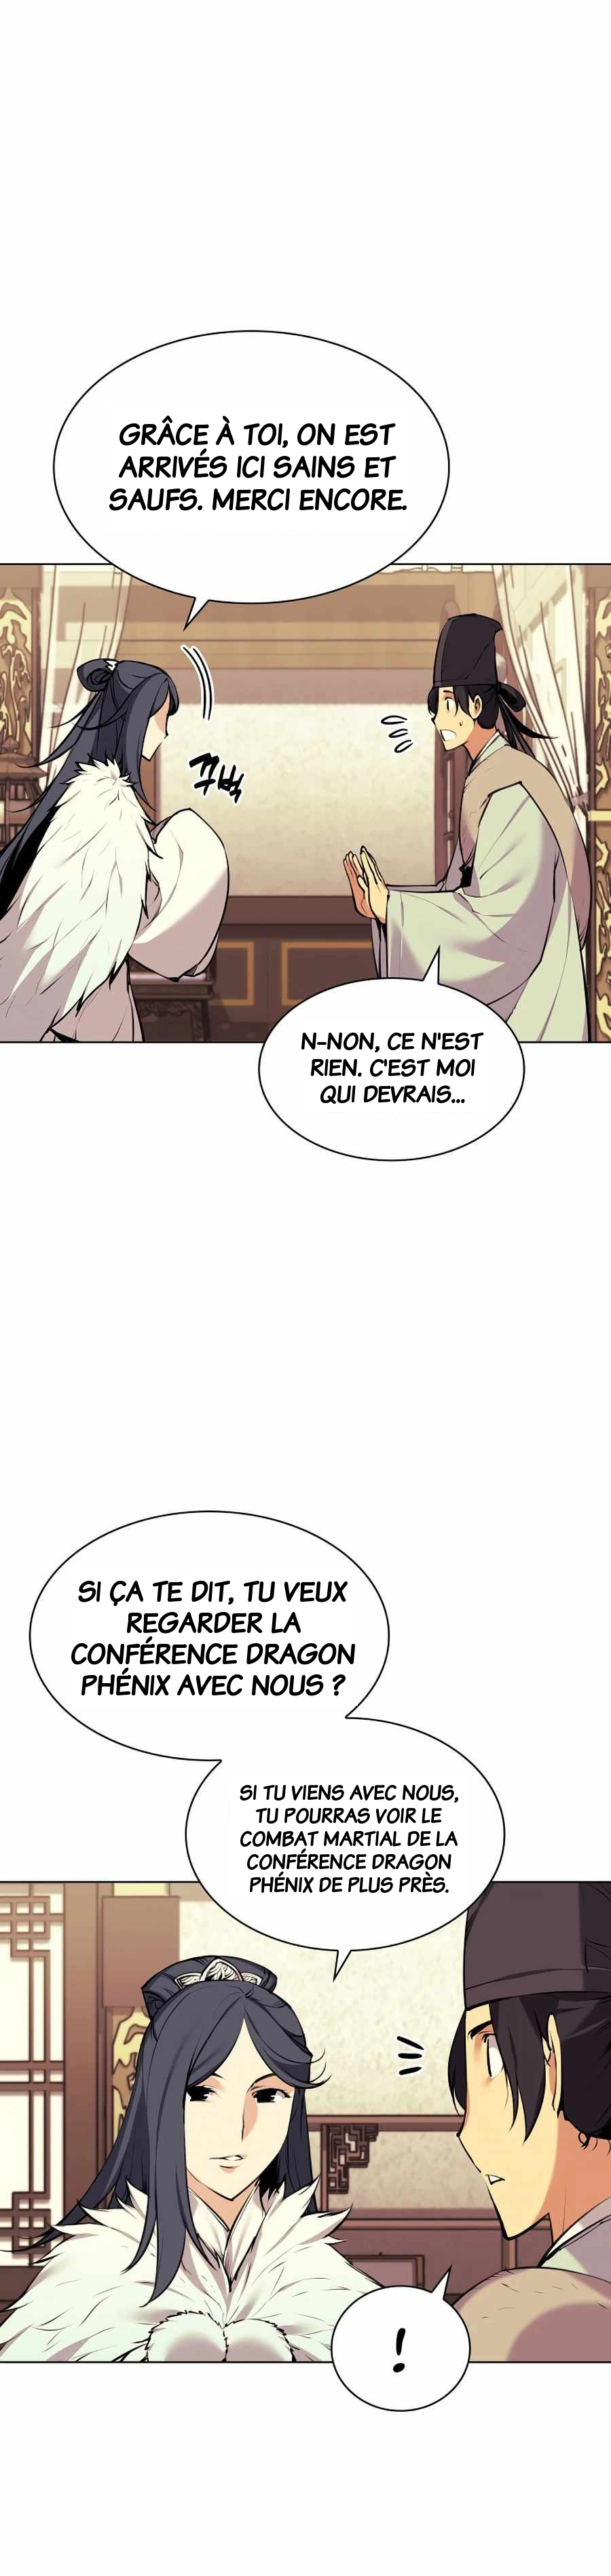 GRÂCE À TOI, ON EST
ARRIVÉS ICI SAINS ET
SAUFS. MERCI ENCORE.
꾸벅
N-NON, CE N'EST
RIEN. C'EST MOI
QUI DEVRAIS...
SI ÇA TE DIT, TU VEUX
REGARDER LA
CONFÉRENCE DRAGON
PHÉNIX AVEC NOUS ?
SI TU VIENS AVEC NOUS,
TU POURRAS VOIR LE
COMBAT MARTIAL DE LA
CONFÉRENCE DRAGON
PHÉNIX DE PLUS PRÈS.
!